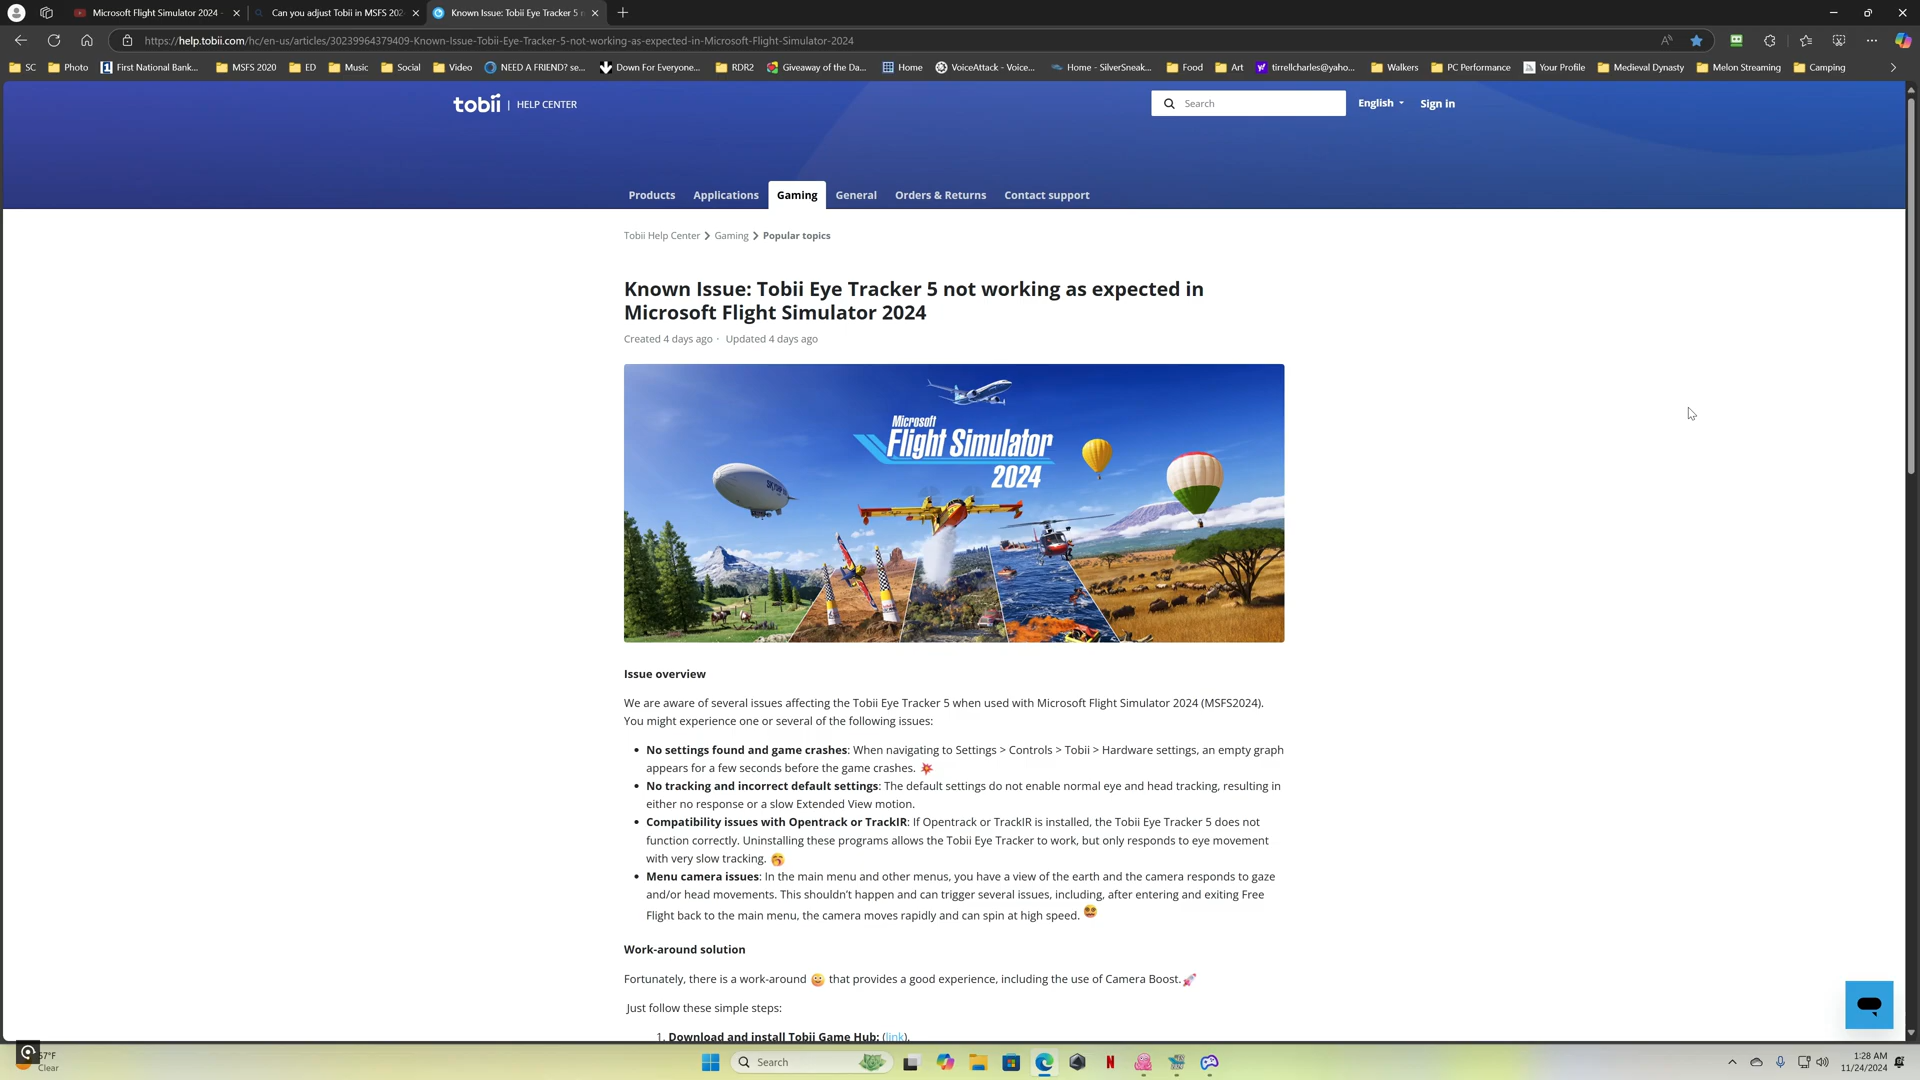 Microsoft Flight Simulator 2024 -
Can you adjust Tobii in MSFS 202
Known Issue: Tobii Eye Tracker 5 n
https://help.tobii.com/hc/en-us/articles/30239964379409-Known-Issue-Tobii-Eye-Tracker-5-not-working-as-expected-in-Microsoft-Flight-Simulator-2024
SC Photo First National Bank... MSFS 2020 ED Music Social Video NEED A FRIEND? se... Down For Everyone... RDR2 Giveaway of the Da... Home VoiceAttack - Voice... Home - SilverSneak... Food Art tirrellcharles@yaho... Walkers PC Performance Your Profile Medieval Dynasty Melon Streaming Camping
tobii | HELP CENTER
Search
English
Sign in
Products Applications Gaming General Orders & Returns Contact support
Tobii Help Center > Gaming > Popular topics
Known Issue: Tobii Eye Tracker 5 not working as expected in
Microsoft Flight Simulator 2024
Created 4 days ago · Updated 4 days ago
Microsoft
Flight Simulator
2024
Issue overview
We are aware of several issues affecting the Tobii Eye Tracker 5 when used with Microsoft Flight Simulator 2024 (MSFS2024).
You might experience one or several of the following issues:
• No settings found and game crashes: When navigating to Settings > Controls > Tobii > Hardware settings, an empty graph
appears for a few seconds before the game crashes. 💥
• No tracking and incorrect default settings: The default settings do not enable normal eye and head tracking, resulting in
either no response or a slow Extended View motion.
• Compatibility issues with Opentrack or TrackIR: If Opentrack or TrackIR is installed, the Tobii Eye Tracker 5 does not
function correctly. Uninstalling these programs allows the Tobii Eye Tracker to work, but only responds to eye movement
with very slow tracking. 🥱
• Menu camera issues: In the main menu and other menus, you have a view of the earth and the camera responds to gaze
and/or head movements. This shouldn't happen and can trigger several issues, including, after entering and exiting Free
Flight back to the main menu, the camera moves rapidly and can spin at high speed. 😵
Work-around solution
Fortunately, there is a work-around 😉 that provides a good experience, including the use of Camera Boost.🚀
Just follow these simple steps:
1. Download and install Tobii Game Hub: (link).
57°F
Clear
Search
1:28 AM
11/24/2024